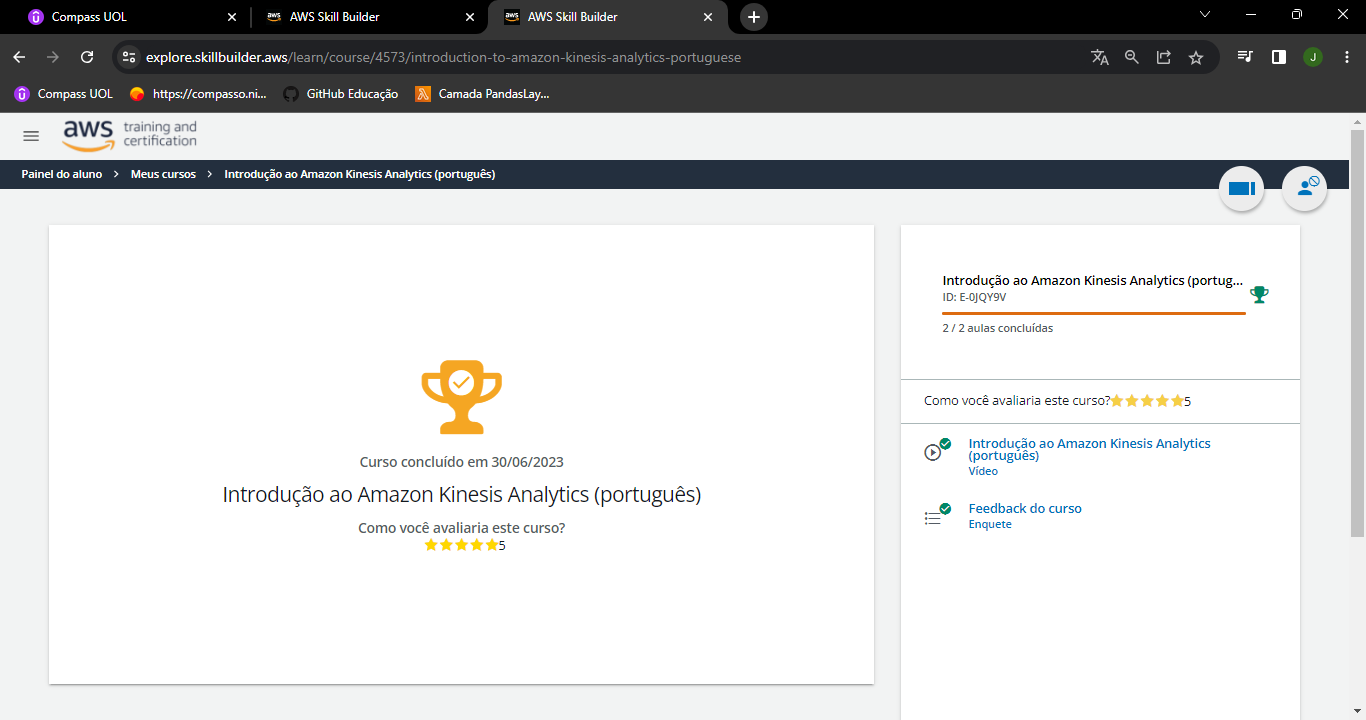 Compass UOL
AWS Skill Builder
AWS Skill Builder
explore.skillbuilder.aws/learn/course/4573/introduction-to-amazon-kinesis-analytics-portuguese
J
Compass UOL
https://compasso.ni...
GitHub Educação
Camada PandasLay...
aws training and certification
Painel do aluno > Meus cursos > Introdução ao Amazon Kinesis Analytics (português)
Curso concluído em 30/06/2023
Introdução ao Amazon Kinesis Analytics (português)
Como você avaliaria este curso?
5
Introdução ao Amazon Kinesis Analytics (portug...
ID: E-0JQY9V
2 / 2 aulas concluídas
Como você avaliaria este curso? 5
Introdução ao Amazon Kinesis Analytics
(português)
Vídeo
Feedback do curso
Enquete